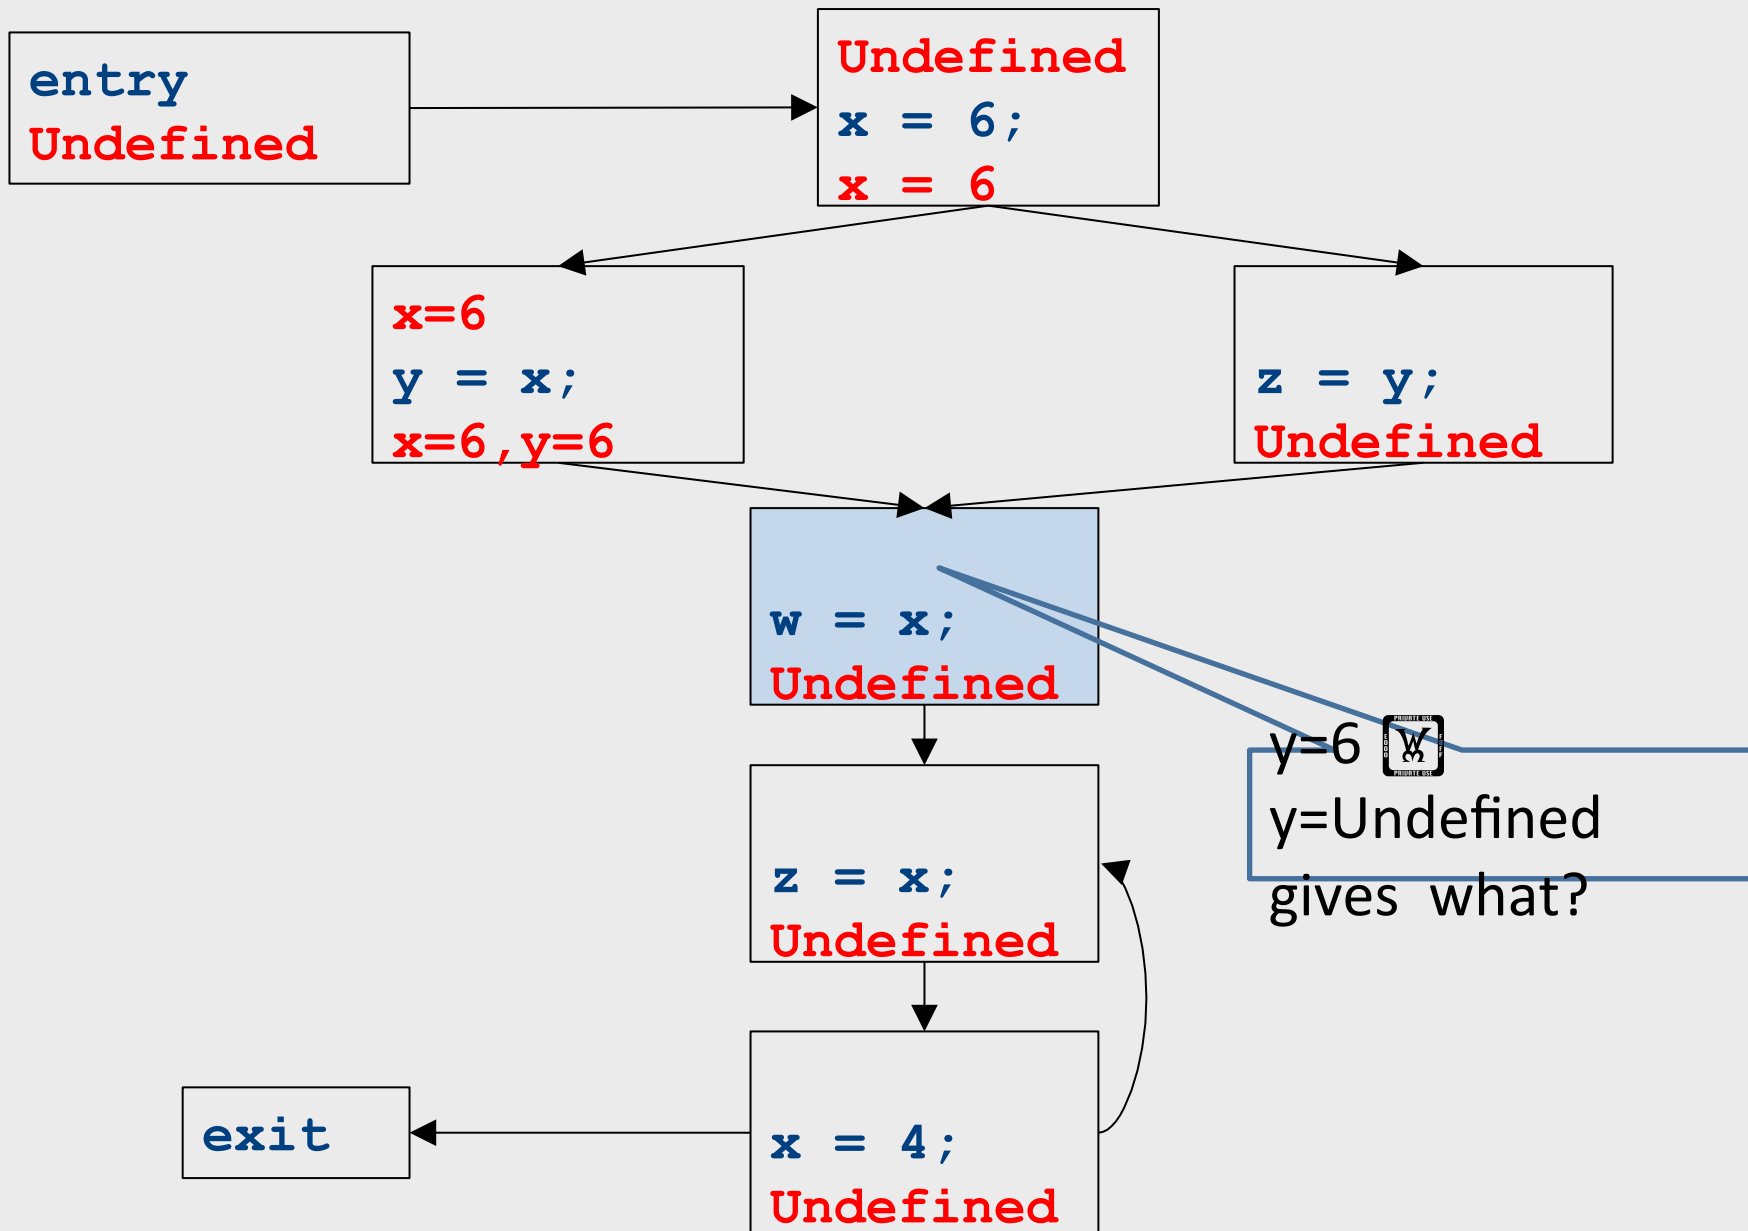 entry
Undefined
Undefined
x = 6;
x = 6
x=6
y = x;
x=6,y=6
z = y;
Undefined
w = x;
Undefined
y=6
y=Undefined
gives what?
z = x;
Undefined
exit
x = 4;
Undefined